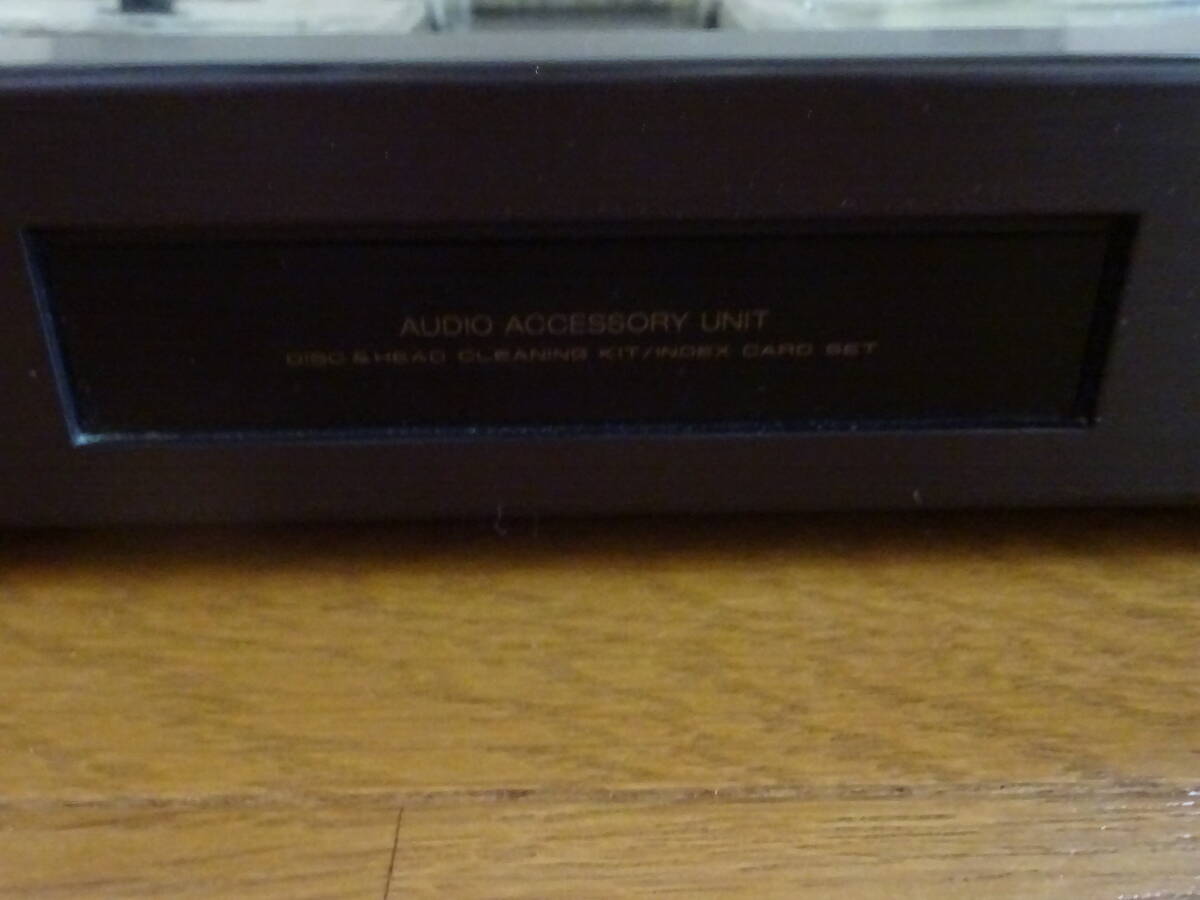 AUDIO ACCESSORY UNIT
DISC & HEAD CLEANING KIT/INDEX CARD SET